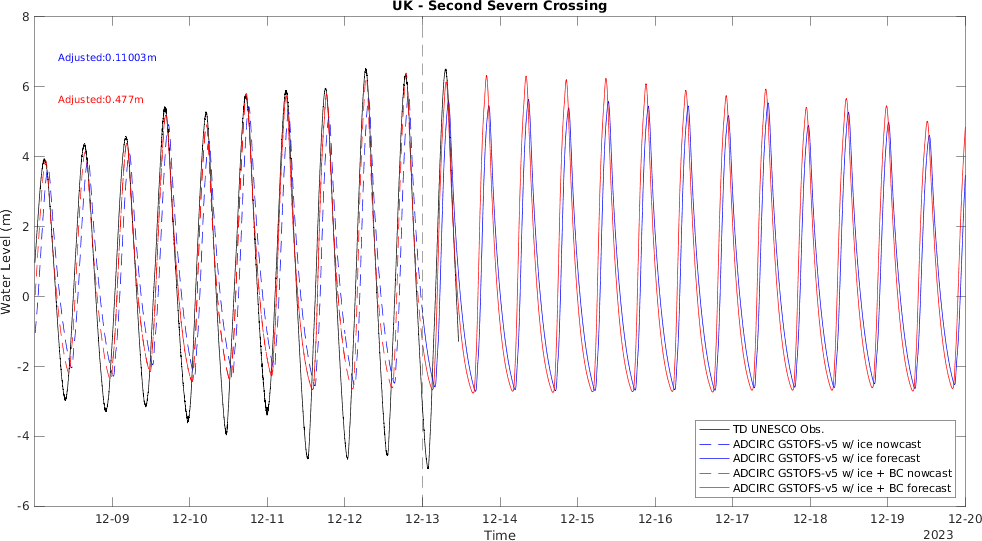 UK - Second Severn Crossing
Adjusted:0.11003m
Adjusted:0.477m
Water Level (m)
8
6
4
2
0
-2
-4
-6
TD UNESCO Obs.
ADCIRC GSTOFS-v5 w/ ice nowcast
ADCIRC GSTOFS-v5 w/ ice forecast
ADCIRC GSTOFS-v5 w/ ice + BC nowcast
ADCIRC GSTOFS-v5 w/ ice + BC forecast
12-09 12-10 12-11 12-12 12-13 12-14 12-15 12-16 12-17 12-18 12-19 12-20
Time
2023